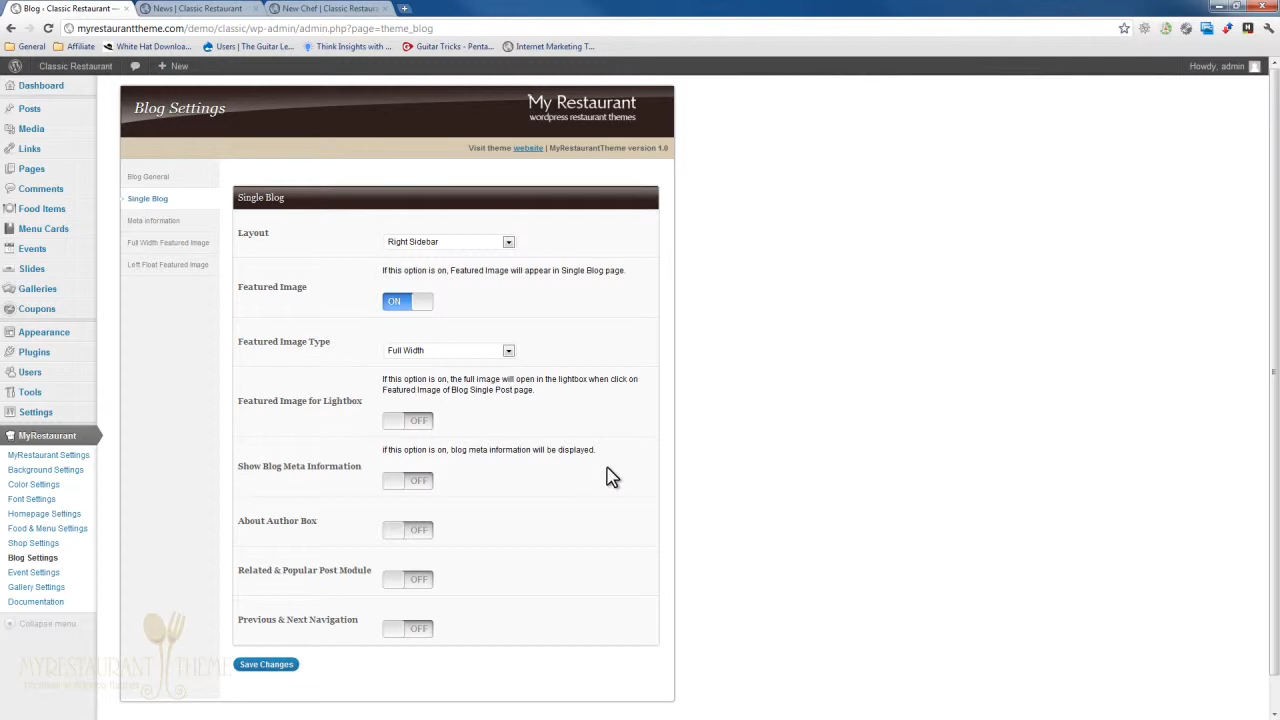 Blog ‹ Classic Restaurant —
News | Classic Restaurant
New Chef | Classic Restaura
myrestauranttheme.com/demo/classic/wp-admin/admin.php?page=theme_blog
General
Affiliate
White Hat Downloa...
Users | The Guitar Le...
Think Insights with ...
Guitar Tricks - Penta...
Internet Marketing T...
Classic Restaurant
New
Howdy, admin
Dashboard
Posts
Media
Links
Pages
Comments
Food Items
Menu Cards
Events
Slides
Galleries
Coupons
Appearance
Plugins
Users
Tools
Settings
MyRestaurant
MyRestaurant Settings
Background Settings
Color Settings
Font Settings
Homepage Settings
Food & Menu Settings
Shop Settings
Blog Settings
Event Settings
Gallery Settings
Documentation
Collapse menu
Blog Settings
My Restaurant
wordpress restaurant themes
Visit theme website | MyRestaurantTheme version 1.0
Blog General
Single Blog
Meta information
Full Width Featured Image
Left Float Featured Image
Single Blog
Layout
Right Sidebar
If this option is on, Featured Image will appear in Single Blog page.
Featured Image
ON
Featured Image Type
Full Width
If this option is on, the full image will open in the lightbox when click on
Featured Image of Blog Single Post page.
Featured Image for Lightbox
OFF
if this option is on, blog meta information will be displayed.
Show Blog Meta Information
OFF
About Author Box
OFF
Related & Popular Post Module
OFF
Previous & Next Navigation
OFF
Save Changes
MYRESTAURANT THEME